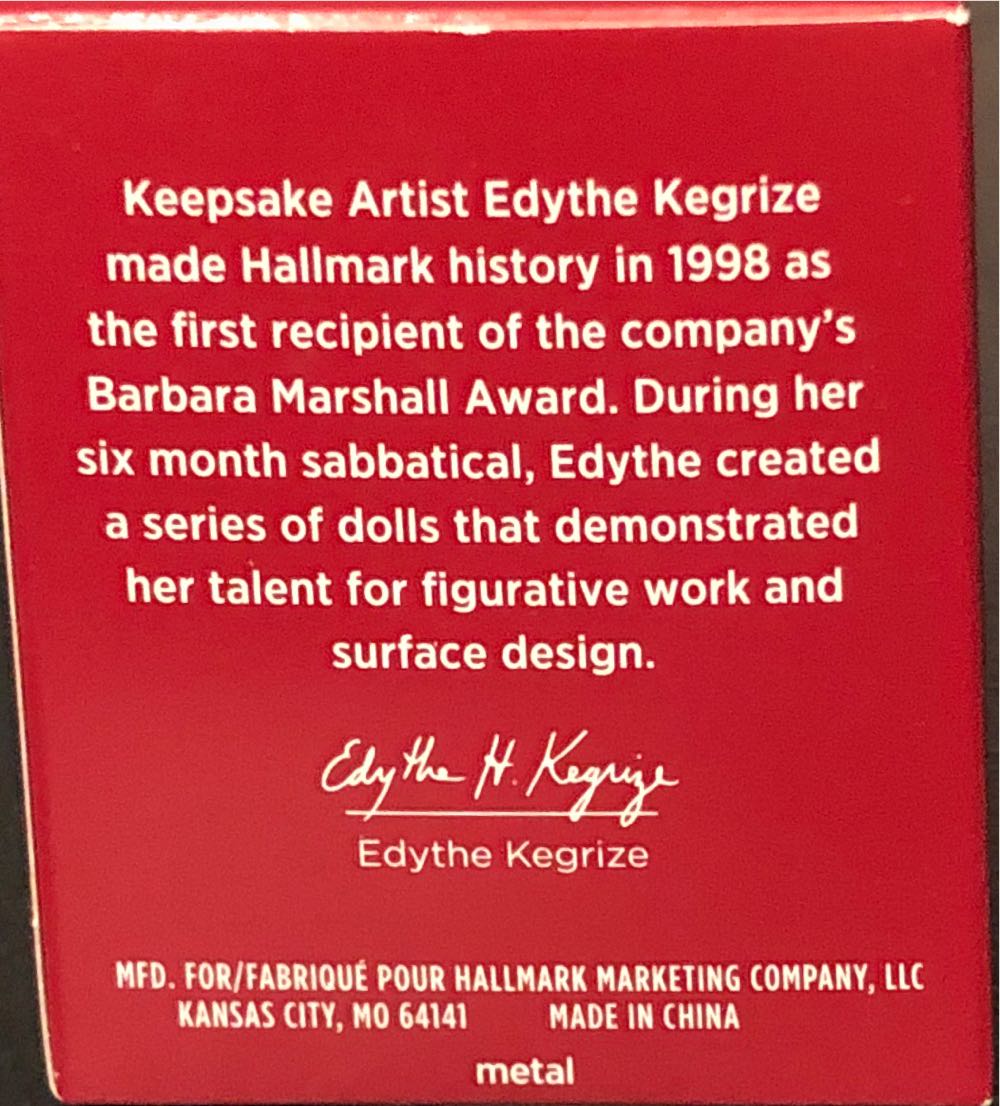 Keepsake Artist Edythe Kegrize
made Hallmark history in 1998 as
the first recipient of the company's
Barbara Marshall Award. During her
six month sabbatical, Edythe created
a series of dolls that demonstrated
her talent for figurative work and
surface design.
Edythe H. Kegrize
Edythe Kegrize
MFD. FOR/FABRIQUÉ POUR HALLMARK MARKETING COMPANY, LLC
KANSAS CITY, MO 64141 MADE IN CHINA
metal